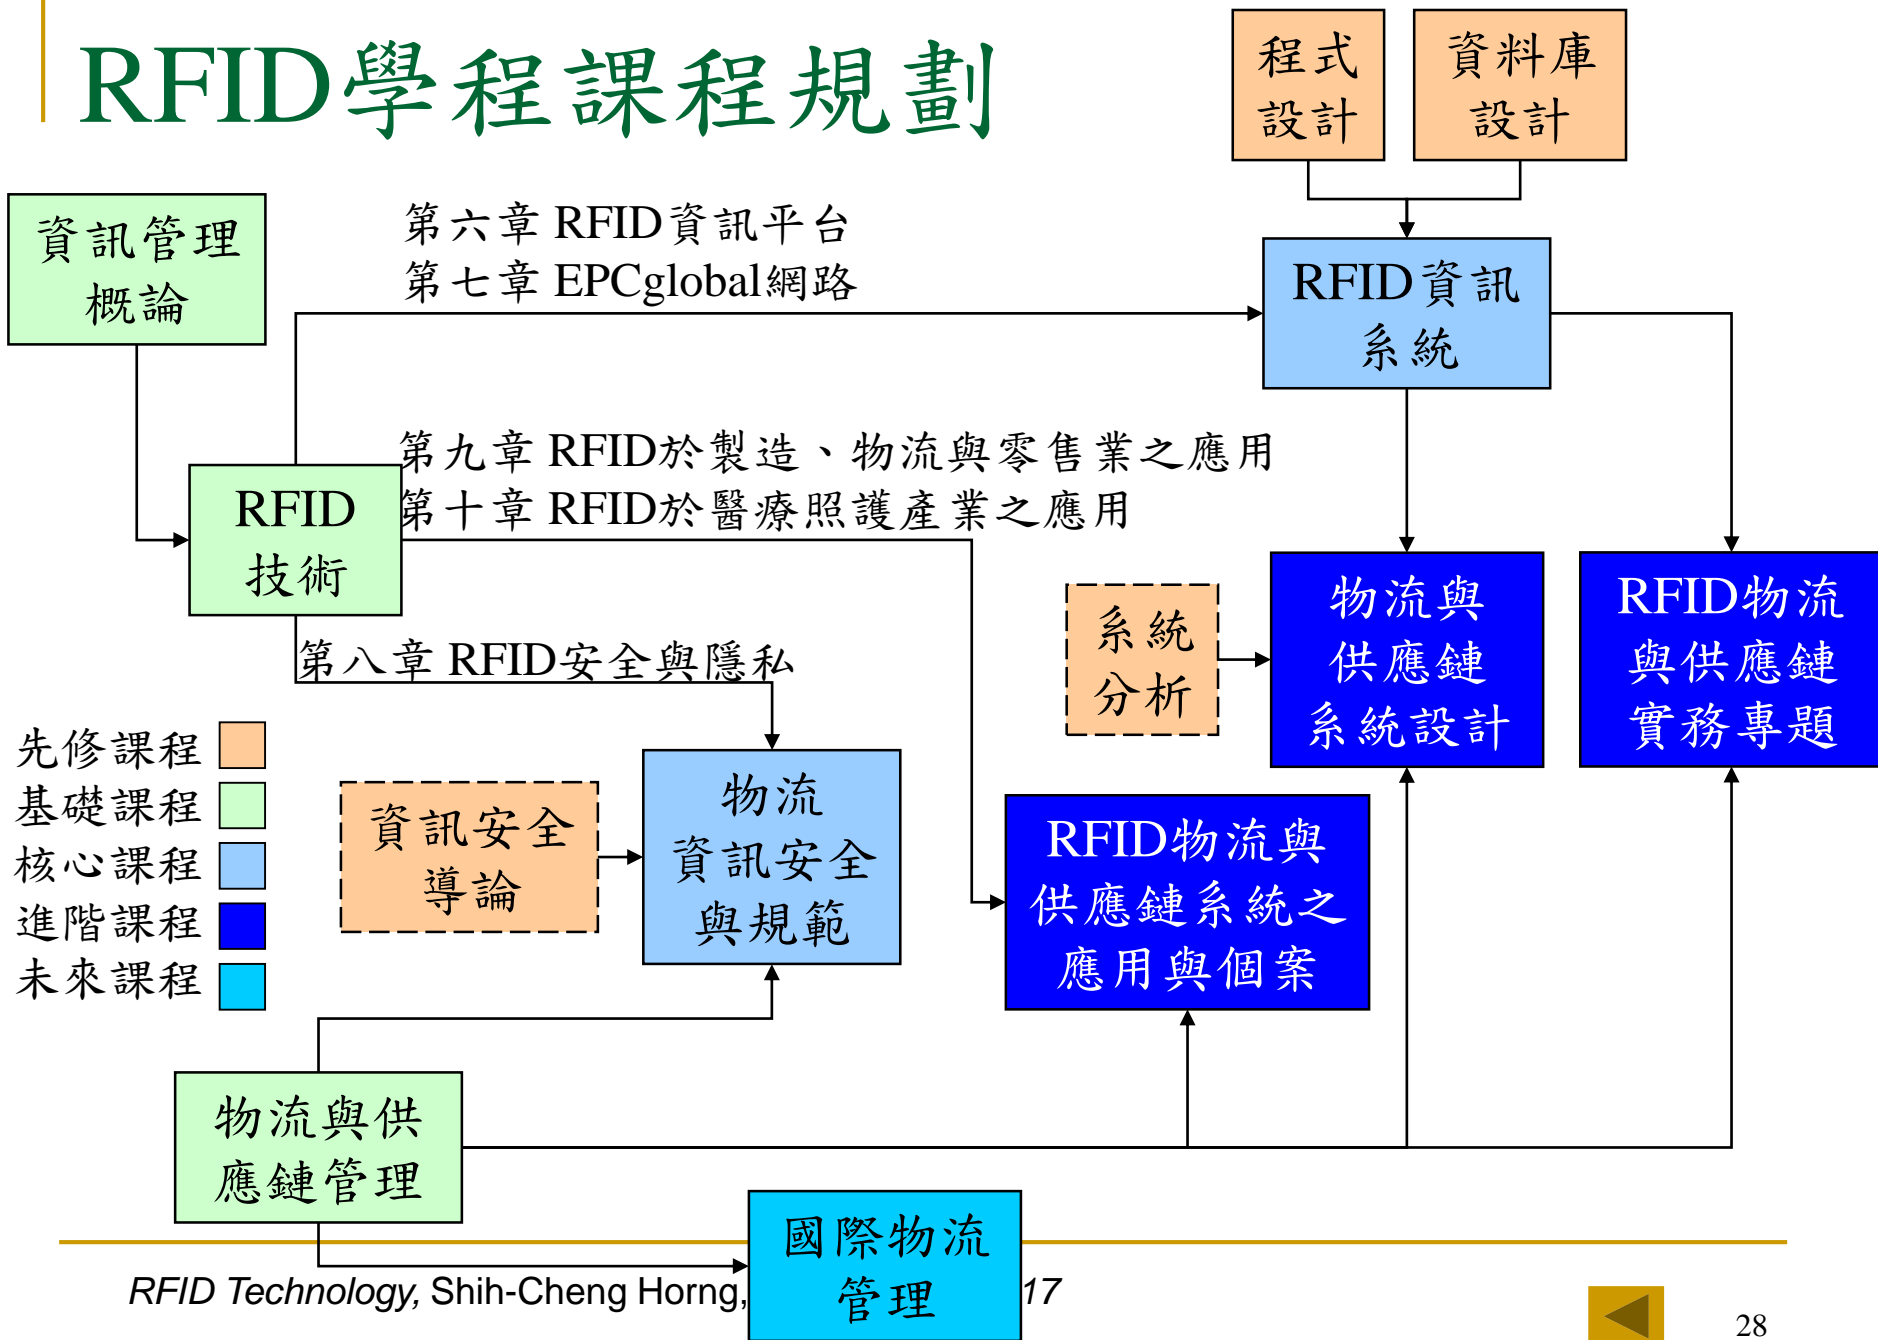 RFID學程課程規劃
程式
設計
資料庫
設計
資訊管理
概論
第六章 RFID資訊平台
第七章 EPCglobal網路
RFID資訊
系統
第九章 RFID於製造、物流與零售業之應用
第十章 RFID於醫療照護產業之應用
RFID
技術
第八章 RFID安全與隱私
系統
分析
物流與
供應鏈
系統設計
RFID物流
與供應鏈
實務專題
先修課程
基礎課程
核心課程
進階課程
未來課程
資訊安全
導論
物流
資訊安全
與規範
RFID物流與
供應鏈系統之
應用與個案
物流與供
應鏈管理
國際物流
管理
RFID Technology, Shih-Cheng Horng, 17
28